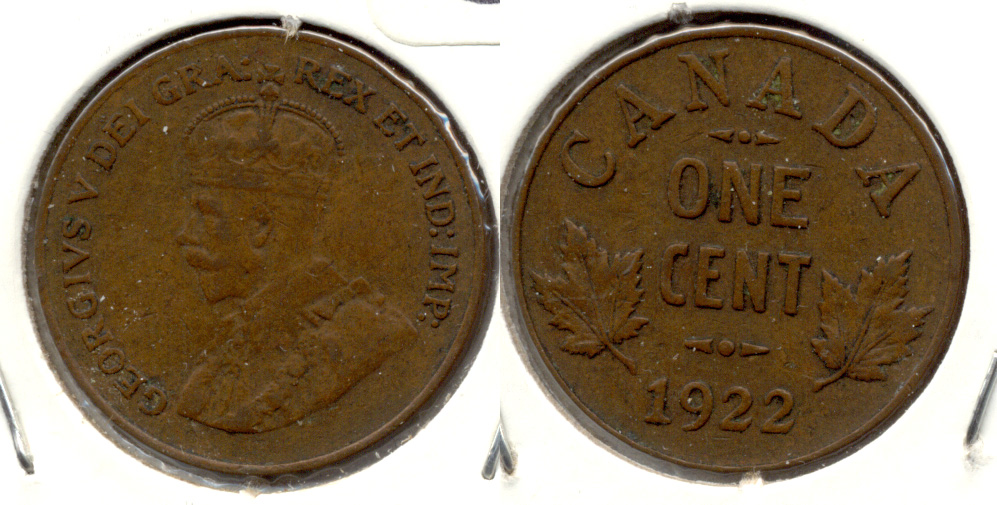 GEORGIVS V DEI GRA: REX ET IND: IMP:
CANADA
ONE
CENT
1922